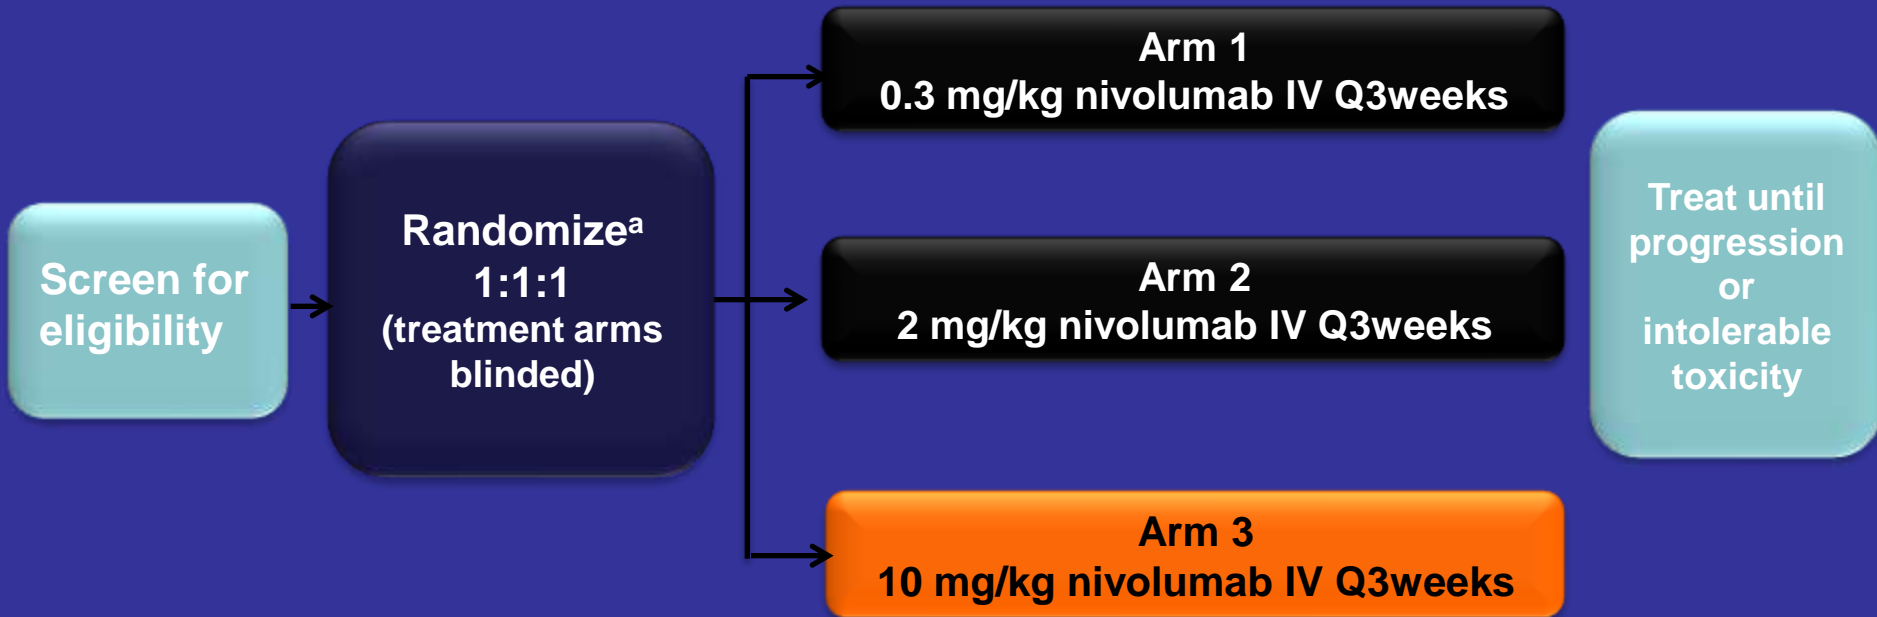 Screen for
eligibility
Randomizeᵃ
1:1:1
(treatment arms
blinded)
Arm 1
0.3 mg/kg nivolumab IV Q3weeks
Arm 2
2 mg/kg nivolumab IV Q3weeks
Arm 3
10 mg/kg nivolumab IV Q3weeks
Treat until
progression
or
intolerable
toxicity